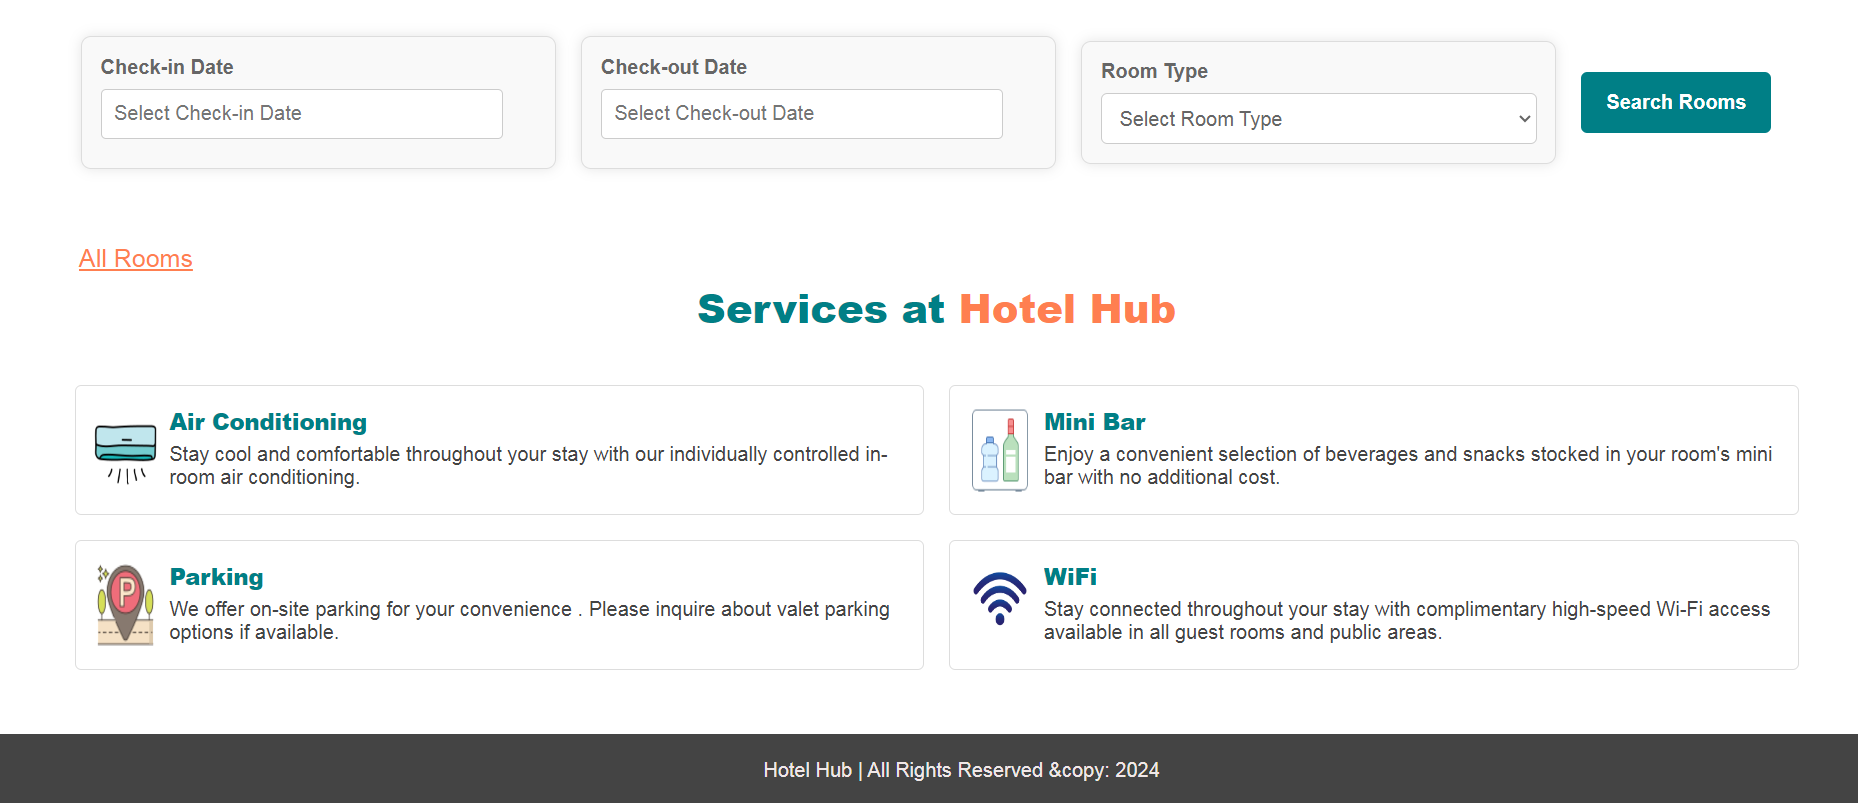 Check-in Date
Select Check-in Date
Check-out Date
Select Check-out Date
Room Type
Select Room Type
Search Rooms
All Rooms
Services at Hotel Hub
Air Conditioning
Stay cool and comfortable throughout your stay with our individually controlled in-
room air conditioning.
Mini Bar
Enjoy a convenient selection of beverages and snacks stocked in your room's mini
bar with no additional cost.
P
Parking
We offer on-site parking for your convenience . Please inquire about valet parking
options if available.
WiFi
Stay connected throughout your stay with complimentary high-speed Wi-Fi access
available in all guest rooms and public areas.
Hotel Hub | All Rights Reserved &copy: 2024